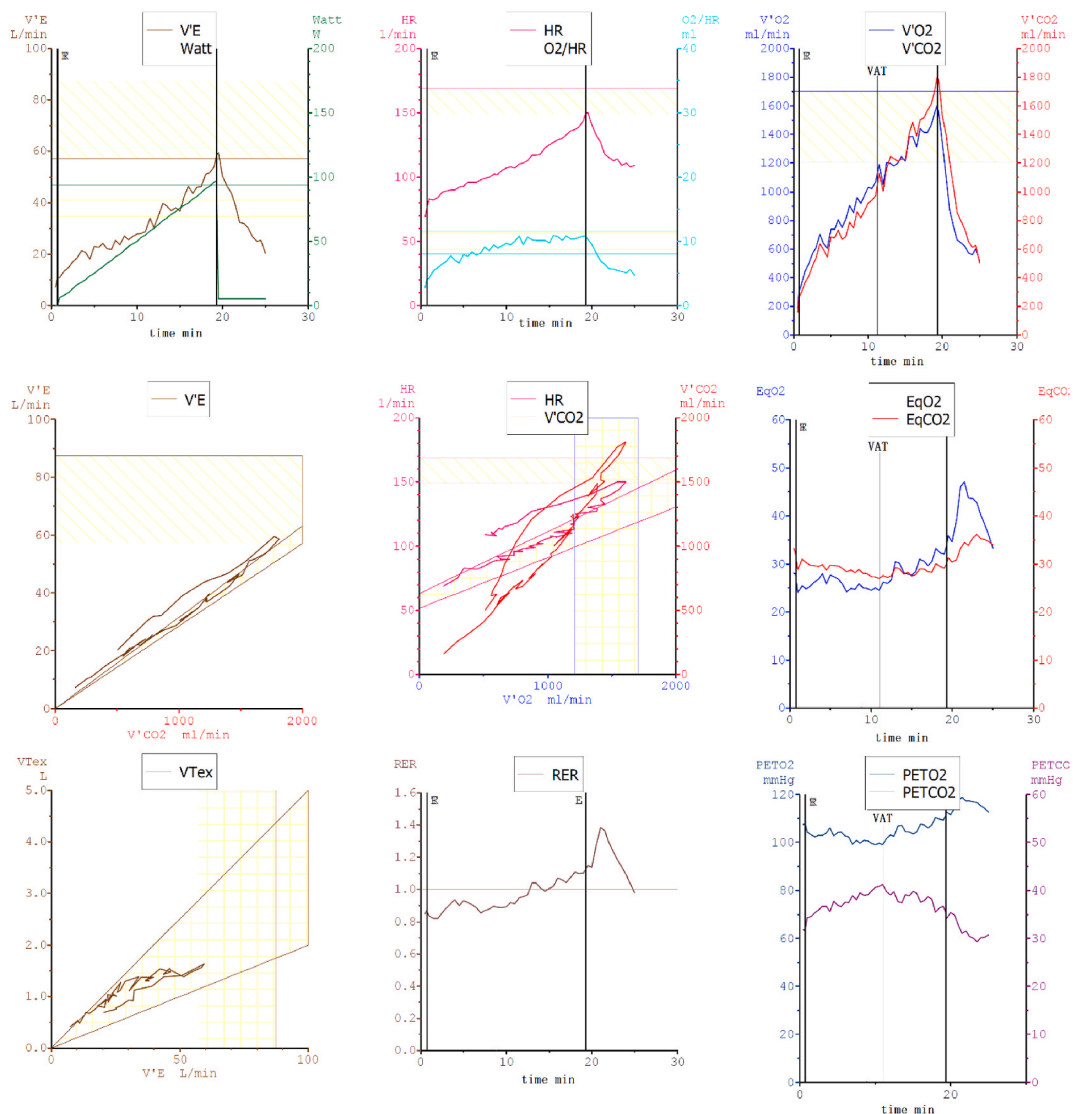 V'E
L/min
V'E
Watt
Watt
W
100
80
60
40
20
0
200
150
100
50
0
E
0
10
20
30
time min
HR
1/min
HR
O2/HR
O2/HR
ml
200
150
100
50
0
40
30
20
10
0
E
0
10
20
30
time min
V'O2
ml/min
V'O2
V'CO2
V'CO2
ml/min
2000
1800
1600
1400
1200
1000
800
600
400
200
0
2000
1800
1600
1400
1200
1000
800
600
400
200
0
E
VAT
0
10
20
30
time min
V'E
L/min
V'E
100
80
60
40
20
0
0
1000
2000
V'CO2 ml/min
HR
1/min
HR
V'CO2
V'CO2
ml/min
200
150
100
50
0
2000
1500
1000
500
0
0
1000
2000
V'O2 ml/min
EqO2
EqO2
EqCO2
EqCO
60
50
40
30
20
10
0
60
50
40
30
20
10
0
E
VAT
0
10
20
30
time min
VTex
L
VTex
5.0
4.0
3.0
2.0
1.0
0.0
0
50
100
V'E L/min
RER
RER
1.6
1.4
1.2
1.0
0.8
0.6
0.4
0.2
0.0
E
E
0
10
20
30
time min
PETO2
mmHg
PETO2
PETCO2
PETCO
mmHg
120
100
80
60
40
20
0
60
50
40
30
20
10
0
E
VAT
0
20
time min